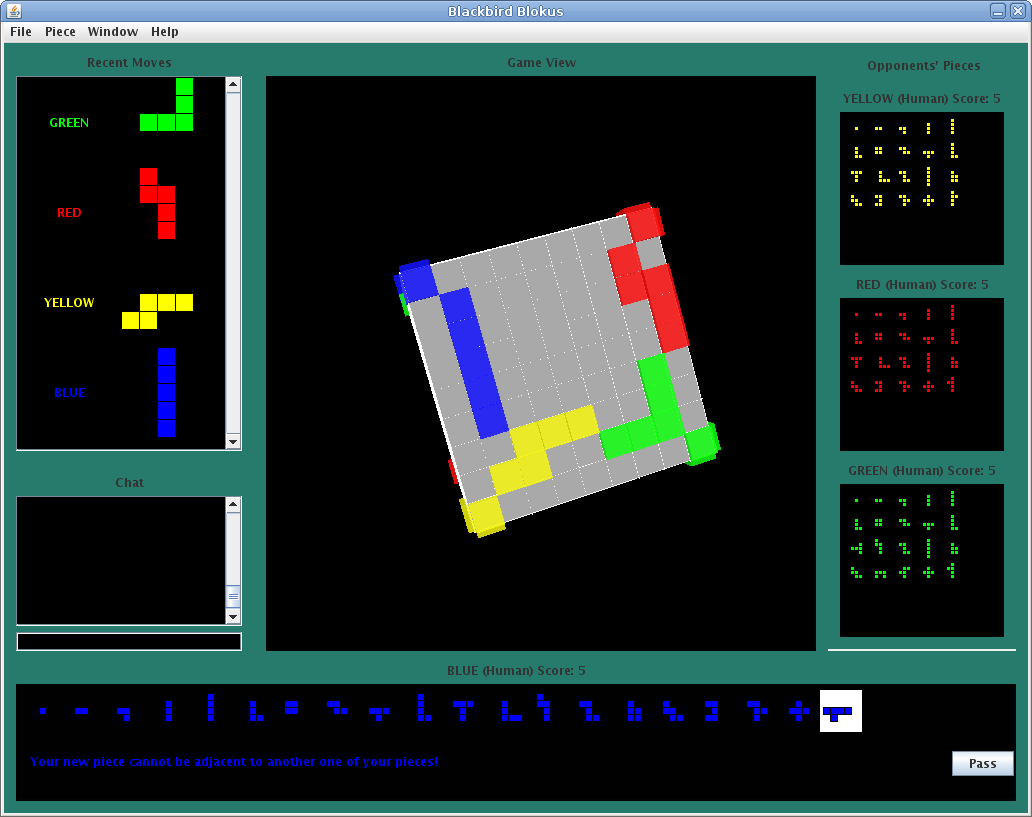 Blackbird Blokus
File Piece Window Help
Recent Moves
GREEN
RED
YELLOW
BLUE
Chat
Game View
Opponents' Pieces
YELLOW (Human) Score: 5
RED (Human) Score: 5
GREEN (Human) Score: 5
BLUE (Human) Score: 5
Your new piece cannot be adjacent to another one of your pieces!
Pass